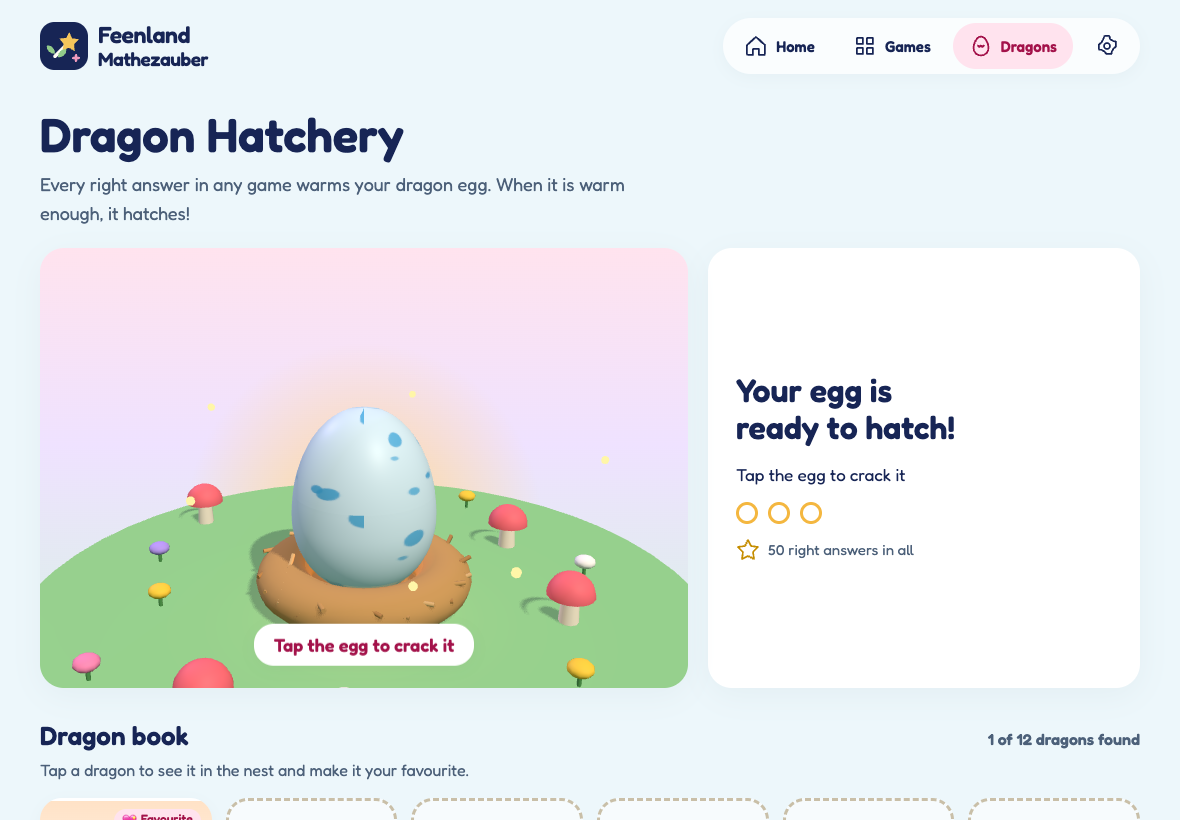 Feenland
Mathezauber
Home
Games
Dragons
Dragon Hatchery
Every right answer in any game warms your dragon egg. When it is warm
enough, it hatches!
Tap the egg to crack it
Your egg is
ready to hatch!
Tap the egg to crack it
50 right answers in all
Dragon book
1 of 12 dragons found
Tap a dragon to see it in the nest and make it your favourite.
Favourite